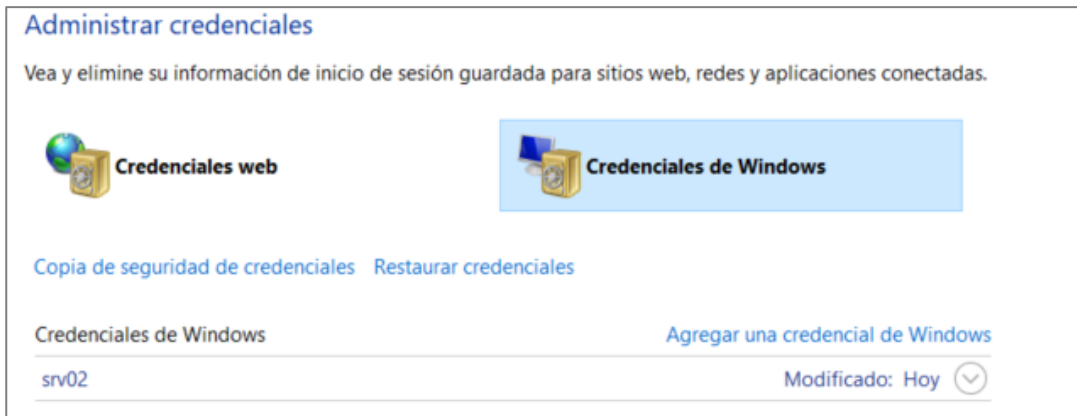 Administrar credenciales
Vea y elimine su información de inicio de sesión guardada para sitios web, redes y aplicaciones conectadas.
Credenciales web
Credenciales de Windows
Copia de seguridad de credenciales Restaurar credenciales
Credenciales de Windows Agregar una credencial de Windows
srv02 Modificado: Hoy